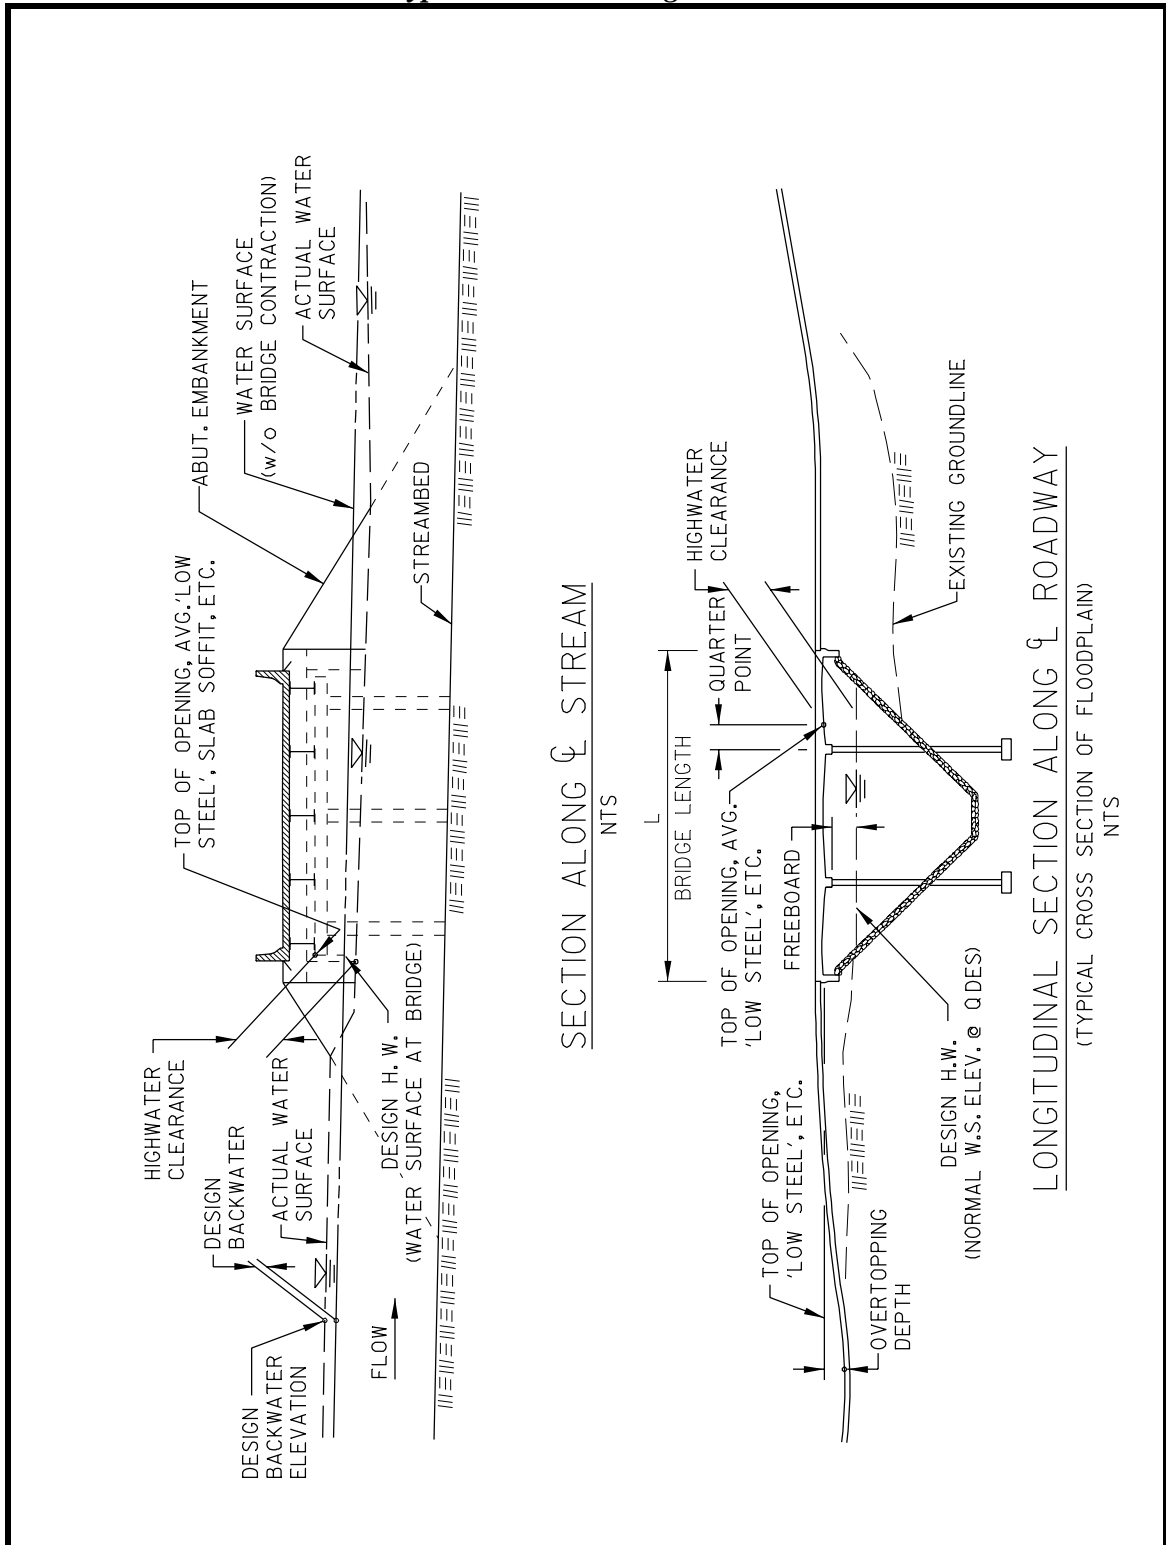 TOP OF OPENING, AVG. 'LOW
STEEL', SLAB SOFFIT, ETC.
ABUT. EMBANKMENT
WATER SURFACE
(w/o BRIDGE CONTRACTION)
ACTUAL WATER
SURFACE
STREAMBED
HIGHWATER
CLEARANCE
DESIGN
BACKWATER
ACTUAL WATER
SURFACE
DESIGN H.W.
(WATER SURFACE AT BRIDGE)
DESIGN
BACKWATER
ELEVATION
FLOW
SECTION ALONG ℄ STREAM
NTS
L
BRIDGE LENGTH
QUARTER
POINT
HIGHWATER
CLEARANCE
TOP OF OPENING, AVG.
'LOW STEEL', ETC.
FREEBOARD
TOP OF OPENING,
'LOW STEEL', ETC.
EXISTING GROUNDLINE
DESIGN H.W.
(NORMAL W.S. ELEV. @ QDES)
OVERTOPPING
DEPTH
LONGITUDINAL SECTION ALONG ℄ ROADWAY
(TYPICAL CROSS SECTION OF FLOODPLAIN)
NTS